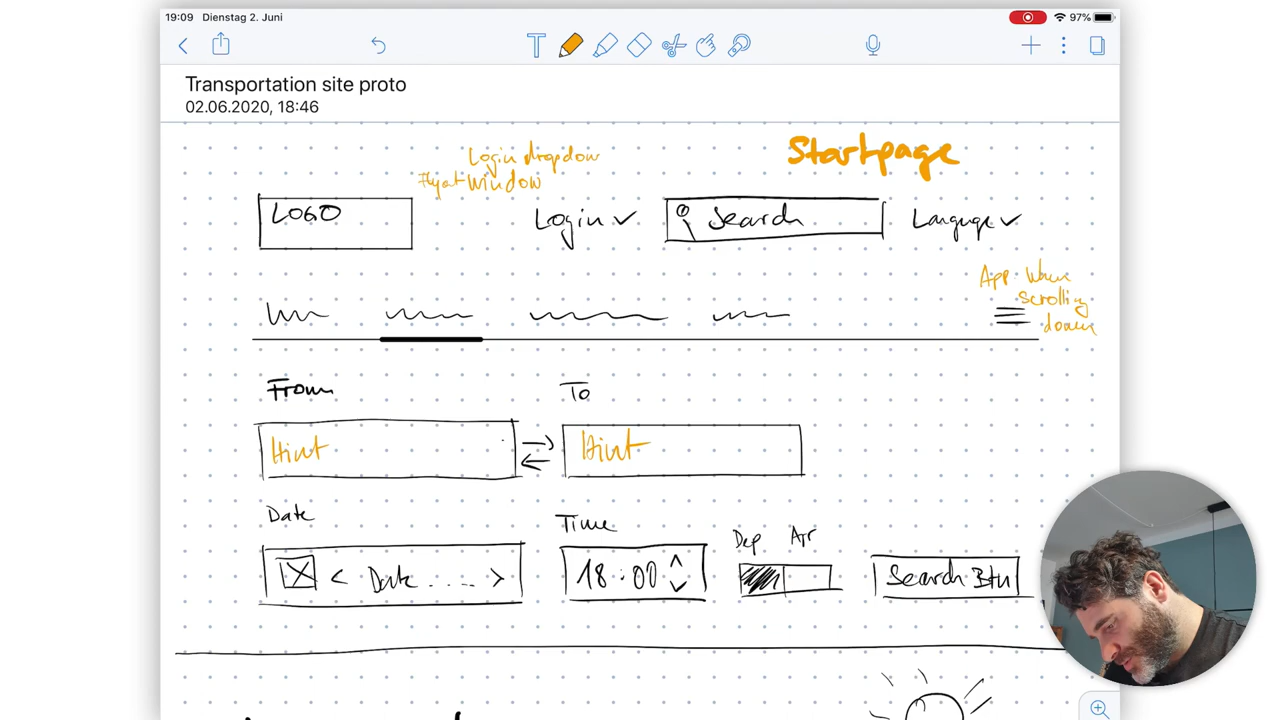 19:09 Dienstag 2. Juni
97%
T
Transportation site proto
02.06.2020, 18:46
Startpage
Login dropdow
Window
LOGO
Login
Search
Language
App when
scrolling
down
From
To
Hint
Hint
Date
Time
Dep Arr
< Date .... >
18:00
Search Btn